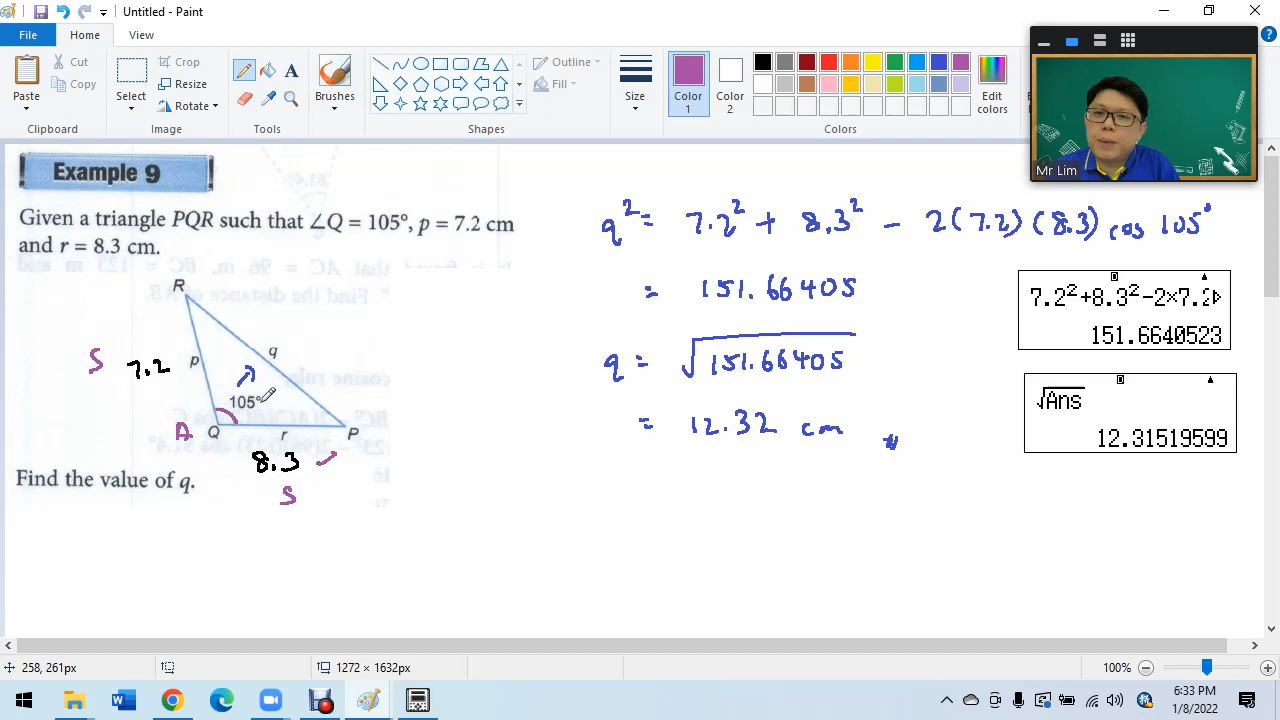 Untitled - Paint
File Home View
Paste
Cut
Copy
Clipboard
Select
Crop
Resize
Rotate
Image
A
Tools
Brushes
Shapes
Outline
Fill
Size
Color 1
Color 2
Edit colors
Colors
Mr Lim
Example 9
Given a triangle PQR such that ∠Q = 105°, p = 7.2 cm
and r = 8.3 cm.
R
S 7.2 p q
105°
A Q r P
8.3
S
Find the value of q.
q² = 7.2² + 8.3² - 2(7.2)(8.3) cos 105°
= 151.66405
q = √151.66405
= 12.32 cm
7.2²+8.3²-2×7.2
151.6640523
√Ans
12.31519599
258, 261px
1272 × 1632px
100%
6:33 PM
1/8/2022